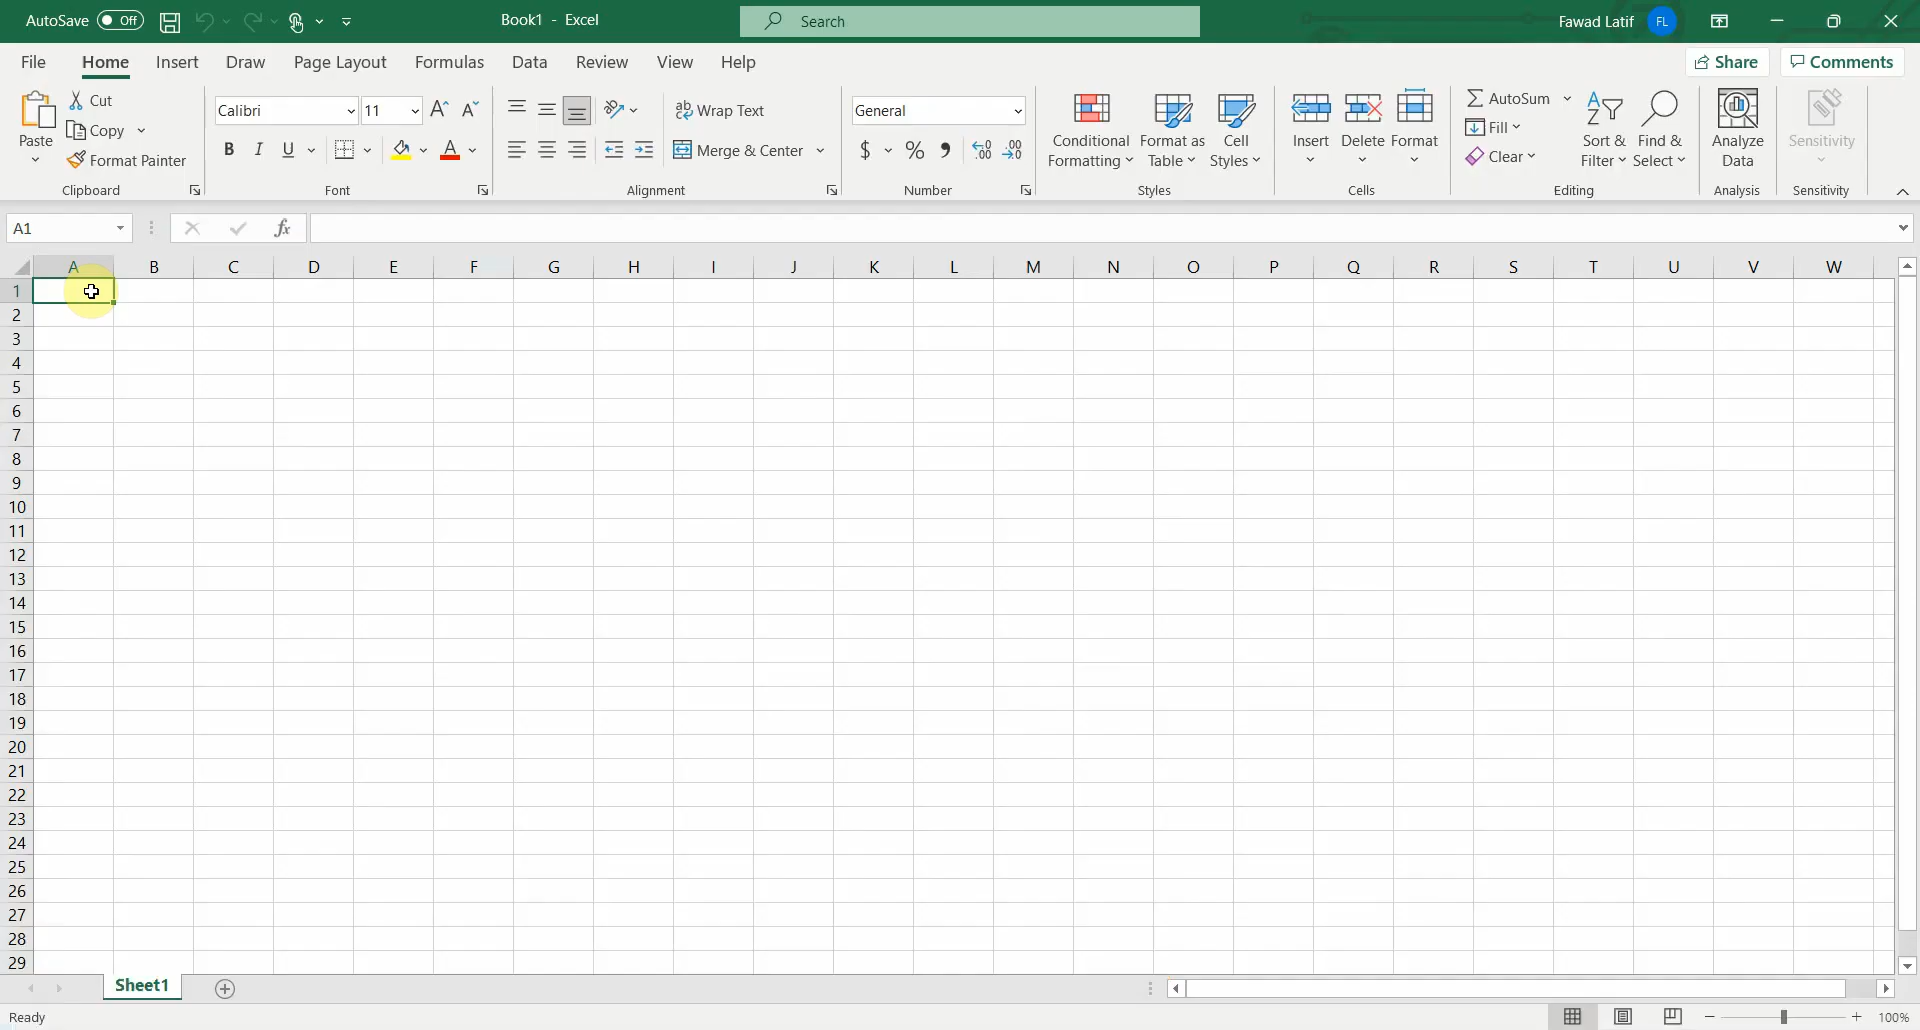 AutoSave Off Book1 - Excel Search Fawad Latif FL
File Home Insert Draw Page Layout Formulas Data Review View Help Share Comments
Paste
Cut
Copy
Format Painter
Clipboard
Calibri 11
B I U A
Font
ab Wrap Text
Merge & Center
Alignment
General
$ % 9 .00 .00
Number
Conditional Formatting
Format as Table
Cell Styles
Styles
Insert Delete Format
Cells
AutoSum
Fill
Clear
Sort & Filter
Find & Select
Editing
Analyze Data
Analysis
Sensitivity
Sensitivity
A1 fx
A B C D E F G H I J K L M N O P Q R S T U V W
1
2
3
4
5
6
7
8
9
10
11
12
13
14
15
16
17
18
19
20
21
22
23
24
25
26
27
28
29
Sheet1
Ready 100%